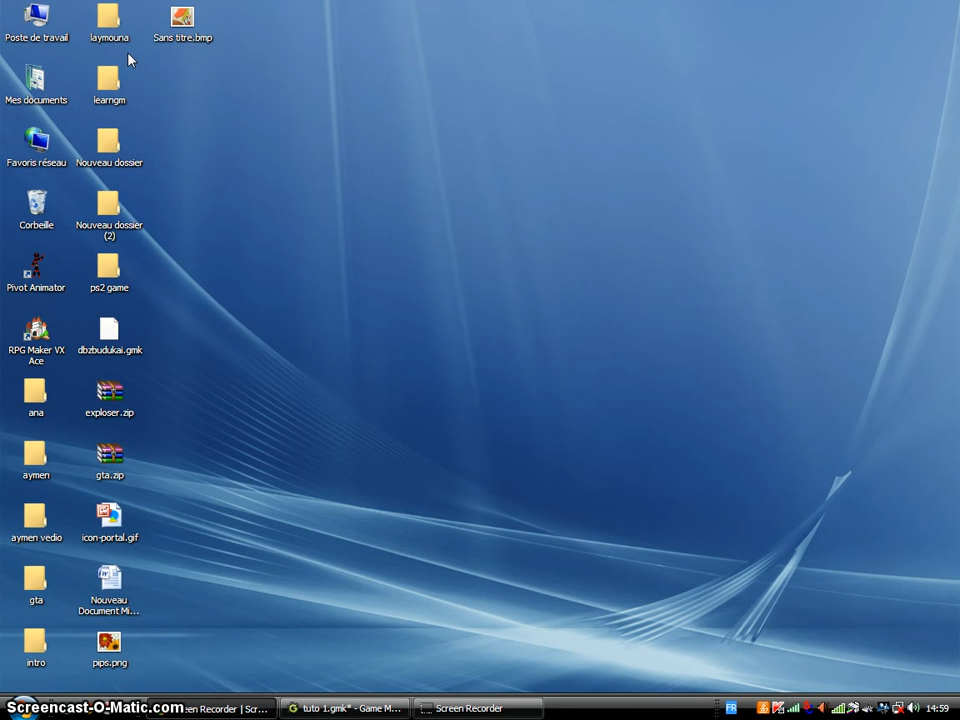 Poste de travail
laymouna
Sans titre.bmp
Mes documents
learngm
Favoris réseau
Nouveau dossier
Corbeille
Nouveau dossier
(2)
Pivot Animator
ps2 game
RPG Maker VX
Ace
dbzbudukai.gmk
ana
exploser.zip
aymen
gta.zip
aymen vedio
icon-portal.gif
gta
Nouveau
Document Mi...
intro
pips.png
Screencast-O-Matic.com
een Recorder | Scr...
tuto 1.gmk* - Game M...
Screen Recorder
FR
14:59